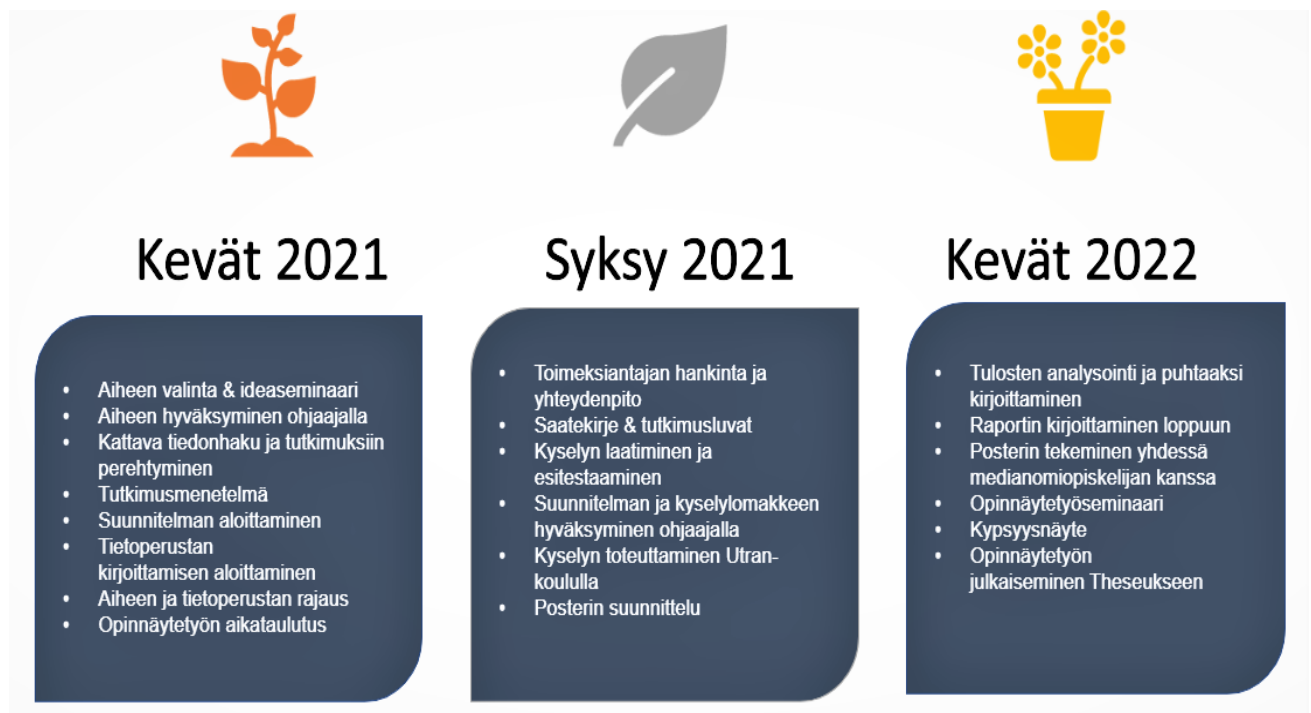 Kevät 2021
• Aiheen valinta & ideaseminaari
• Aiheen hyväksyminen ohjaajalla
• Kattava tiedonhaku ja tutkimuksiin
perehtyminen
• Tutkimusmenetelmä
• Suunnitelman aloittaminen
• Tietoperustan
kirjoittamisen aloittaminen
• Aiheen ja tietoperustan rajaus
• Opinnäytetyön aikataulutus
Syksy 2021
• Toimeksiantajan hankinta ja
yhteydenpito
• Saatekirje & tutkimusluvat
• Kyselyn laatiminen ja
esitestaaminen
• Suunnitelman ja kyselylomakkeen
hyväksyminen ohjaajalla
• Kyselyn toteuttaminen Utran-
koululla
• Posterin suunnittelu
Kevät 2022
• Tulosten analysointi ja puhtaaksi
kirjoittaminen
• Raportin kirjoittaminen loppuun
• Posterin tekeminen yhdessä
medianomiopiskelijan kanssa
• Opinnäytetyöseminaari
• Kypsyysnäyte
• Opinnäytetyön
julkaiseminen Theseukseen